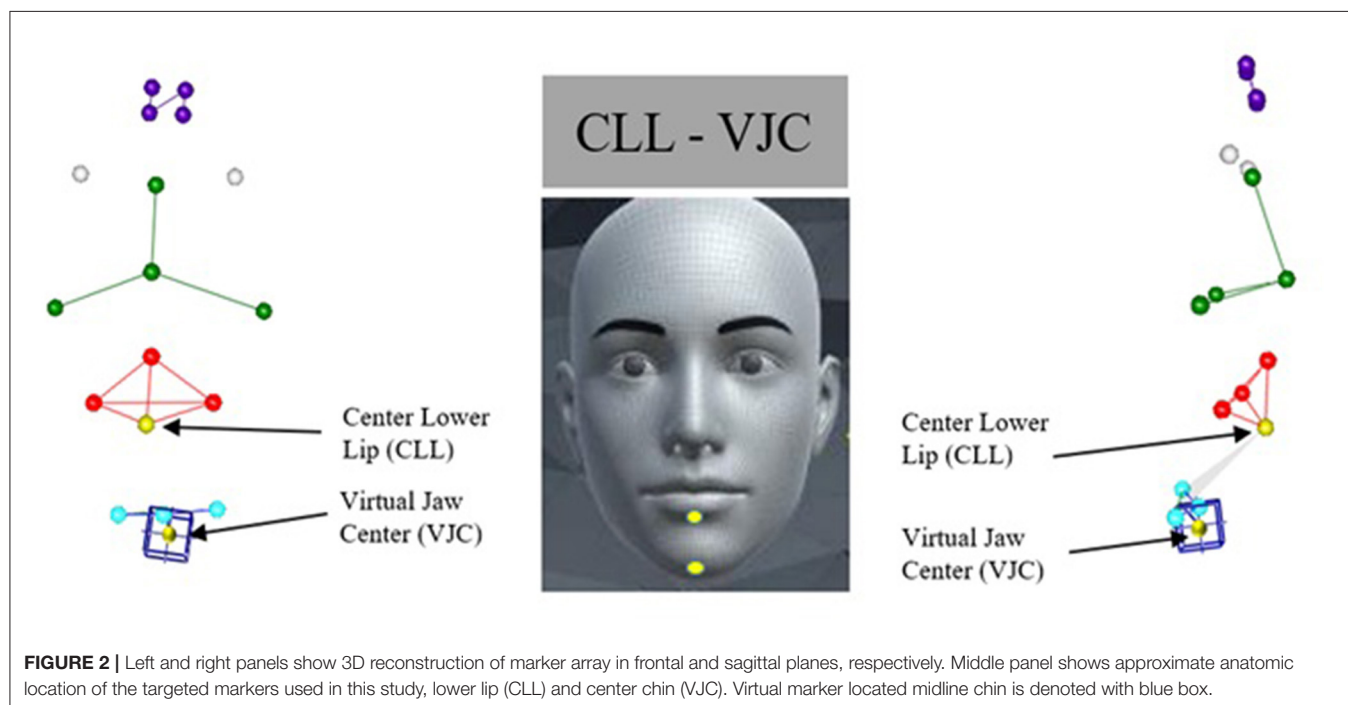 CLL - VJC
Center Lower
Lip (CLL)
Virtual Jaw
Center (VJC)
Center Lower
Lip (CLL)
Virtual Jaw
Center (VJC)
FIGURE 2 | Left and right panels show 3D reconstruction of marker array in frontal and sagittal planes, respectively. Middle panel shows approximate anatomic
location of the targeted markers used in this study, lower lip (CLL) and center chin (VJC). Virtual marker located midline chin is denoted with blue box.